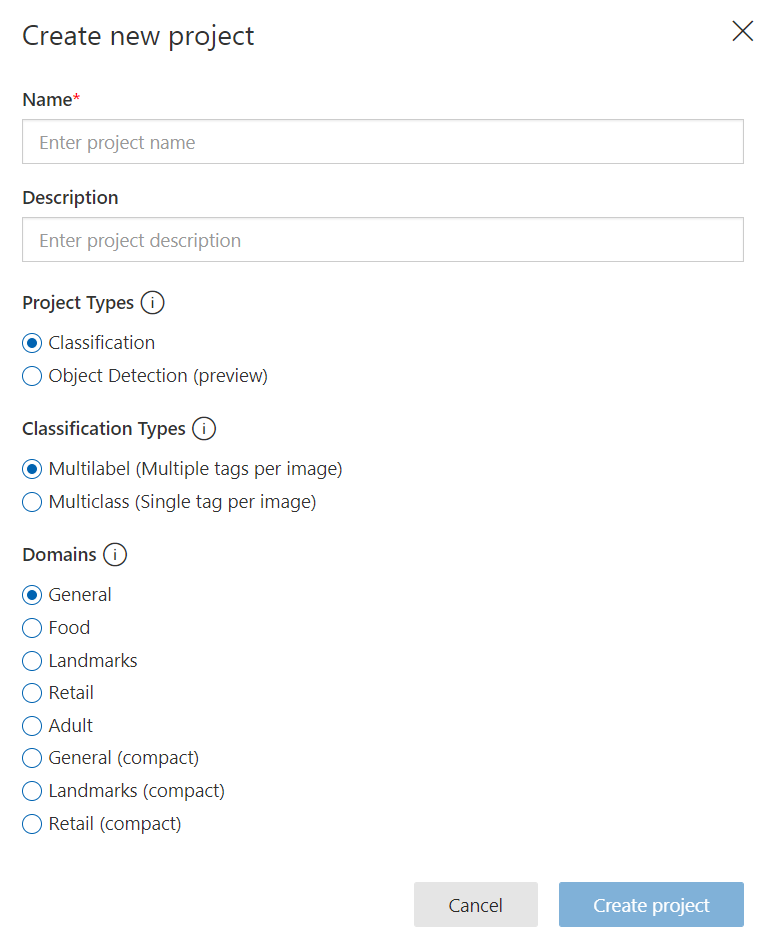 Create new project
Name*
Enter project name
Description
Enter project description
Project Types i
Classification
Object Detection (preview)
Classification Types i
Multilabel (Multiple tags per image)
Multiclass (Single tag per image)
Domains i
General
Food
Landmarks
Retail
Adult
General (compact)
Landmarks (compact)
Retail (compact)
Cancel Create project